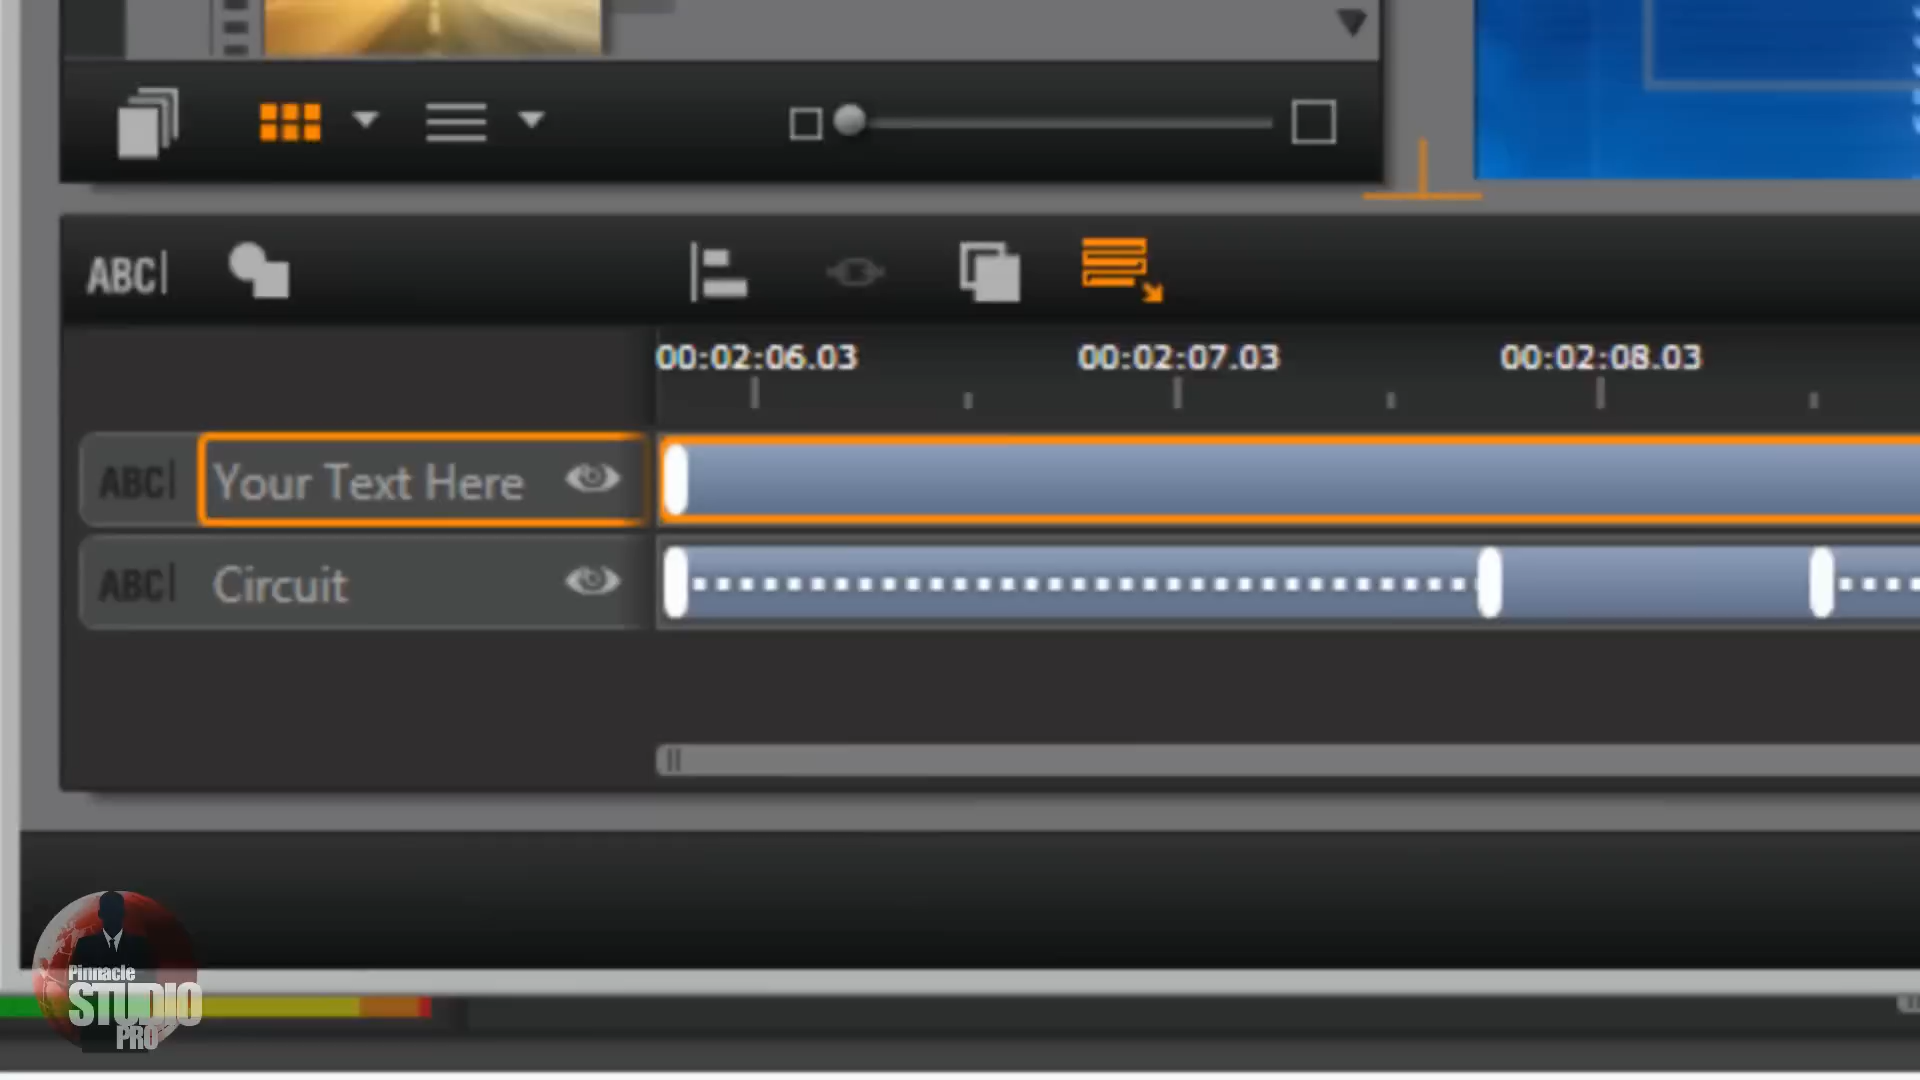 ABC|
00:02:06.03 00:02:07.03 00:02:08.03
ABC| Your Text Here
ABC| Circuit
Pinnacle
STUDIO
PRO